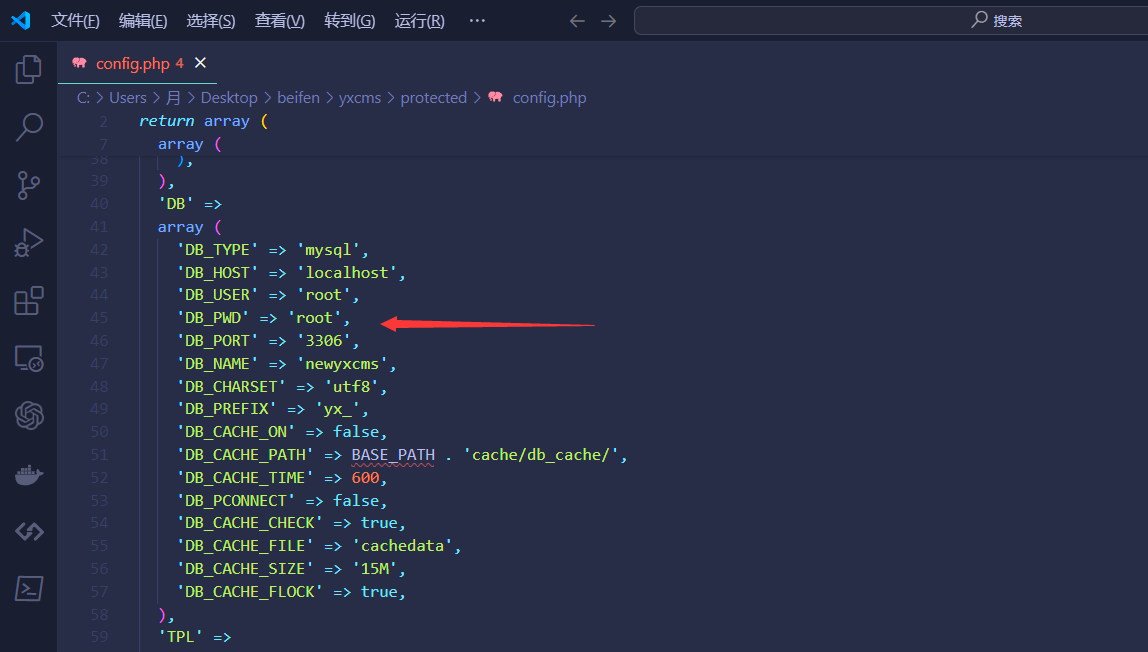 文件(F) 编辑(E) 选择(S) 查看(V) 转到(G) 运行(R) ··· 搜索
config.php 4
C: > Users > 月 > Desktop > beifen > yxcms > protected > config.php
2 return array (
7 array (
38 ),
39 ),
40 'DB' =>
41 array (
42 'DB_TYPE' => 'mysql',
43 'DB_HOST' => 'localhost',
44 'DB_USER' => 'root',
45 'DB_PWD' => 'root',
46 'DB_PORT' => '3306',
47 'DB_NAME' => 'newyxcms',
48 'DB_CHARSET' => 'utf8',
49 'DB_PREFIX' => 'yx_',
50 'DB_CACHE_ON' => false,
51 'DB_CACHE_PATH' => BASE_PATH . 'cache/db_cache/',
52 'DB_CACHE_TIME' => 600,
53 'DB_PCONNECT' => false,
54 'DB_CACHE_CHECK' => true,
55 'DB_CACHE_FILE' => 'cachedata',
56 'DB_CACHE_SIZE' => '15M',
57 'DB_CACHE_FLOCK' => true,
58 ),
59 'TPL' =>